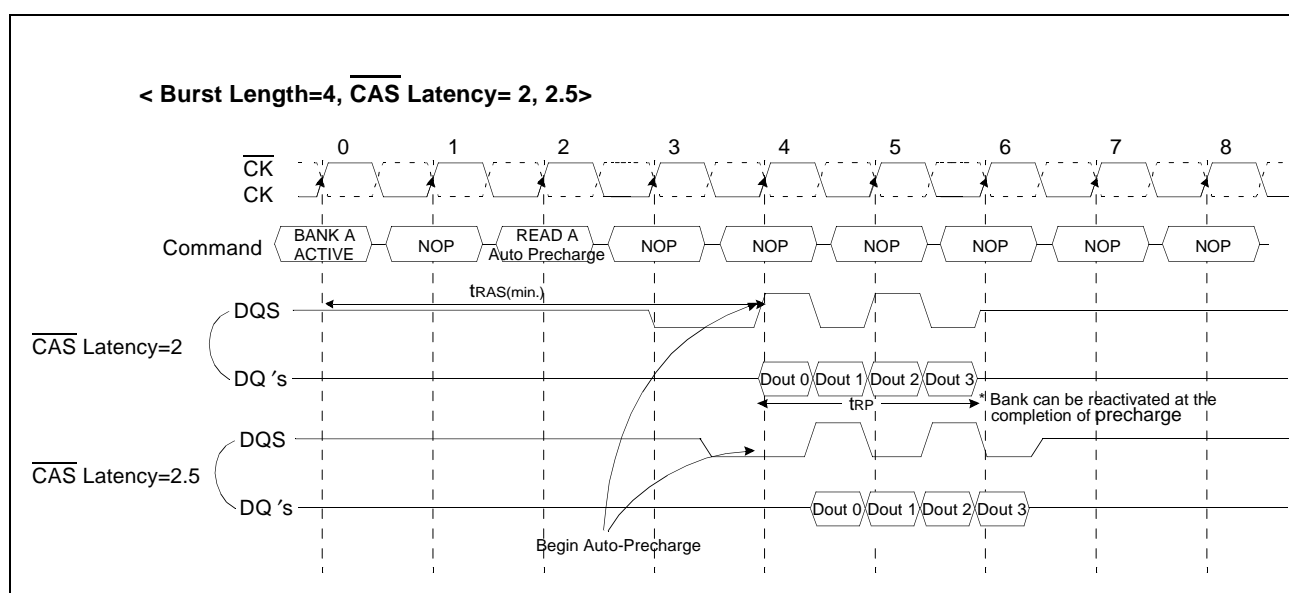 < Burst Length=4, CAS Latency= 2, 2.5>
0 1 2 3 4 5 6 7 8
CK
CK
Command
BANK A
ACTIVE
NOP
READ A
Auto Precharge
NOP
NOP
NOP
NOP
NOP
NOP
tRAS(min.)
DQS
CAS Latency=2
DQ ′s
Dout 0 Dout 1 Dout 2 Dout 3
tRP
* Bank can be reactivated at the
completion of precharge
DQS
CAS Latency=2.5
DQ ′s
Dout 0 Dout 1 Dout 2 Dout 3
Begin Auto-Precharge